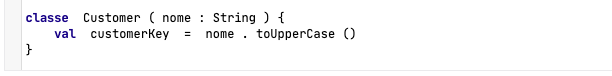 classe Customer ( nome : String ) {
    val customerKey = nome . toUpperCase ()
}